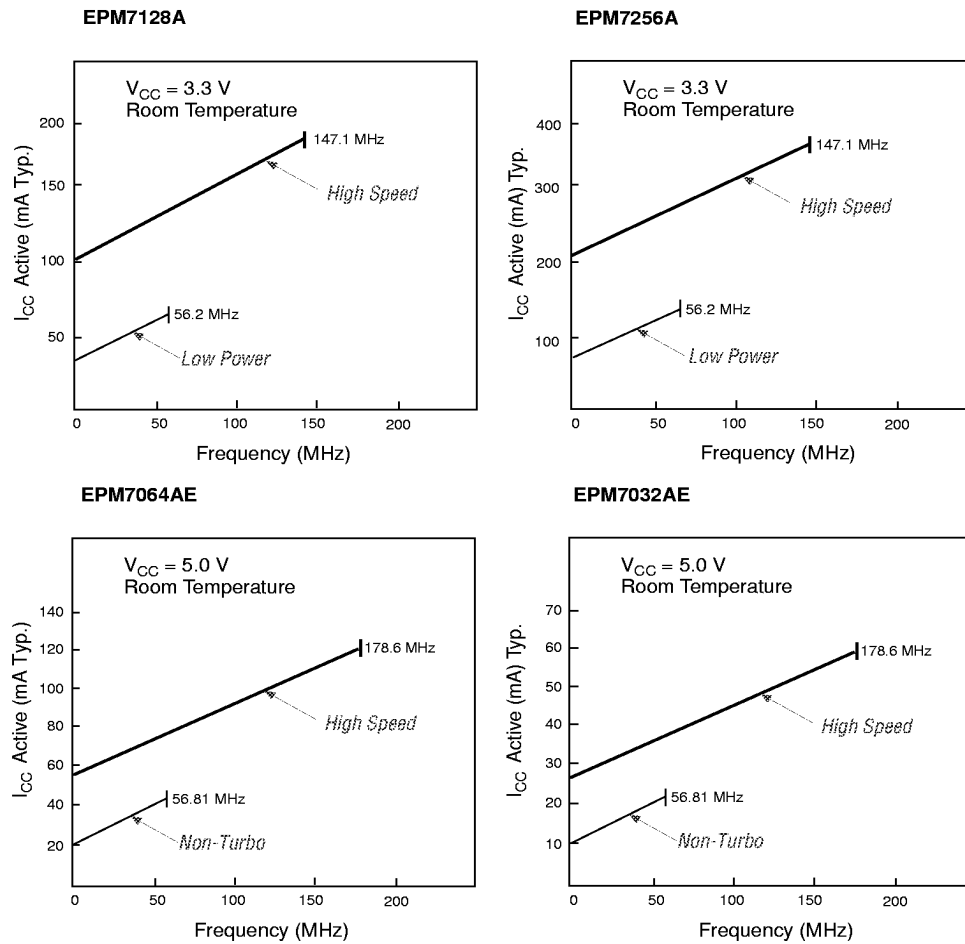 EPM7128A
V_CC = 3.3 V
Room Temperature
200
150
100
50
I_CC Active (mA Typ.)
147.1 MHz
High Speed
56.2 MHz
Low Power
0 50 100 150 200
Frequency (MHz)
EPM7256A
V_CC = 3.3 V
Room Temperature
400
300
200
100
I_CC Active (mA) Typ.
147.1 MHz
High Speed
56.2 MHz
Low Power
0 50 100 150 200
Frequency (MHz)
EPM7064AE
V_CC = 5.0 V
Room Temperature
140
120
100
80
60
40
20
I_CC Active (mA Typ.)
178.6 MHz
High Speed
56.81 MHz
Non-Turbo
0 50 100 150 200
Frequency (MHz)
EPM7032AE
V_CC = 5.0 V
Room Temperature
70
60
50
40
30
20
10
I_CC Active (mA) Typ.
178.6 MHz
High Speed
56.81 MHz
Non-Turbo
0 50 100 150 200
Frequency (MHz)